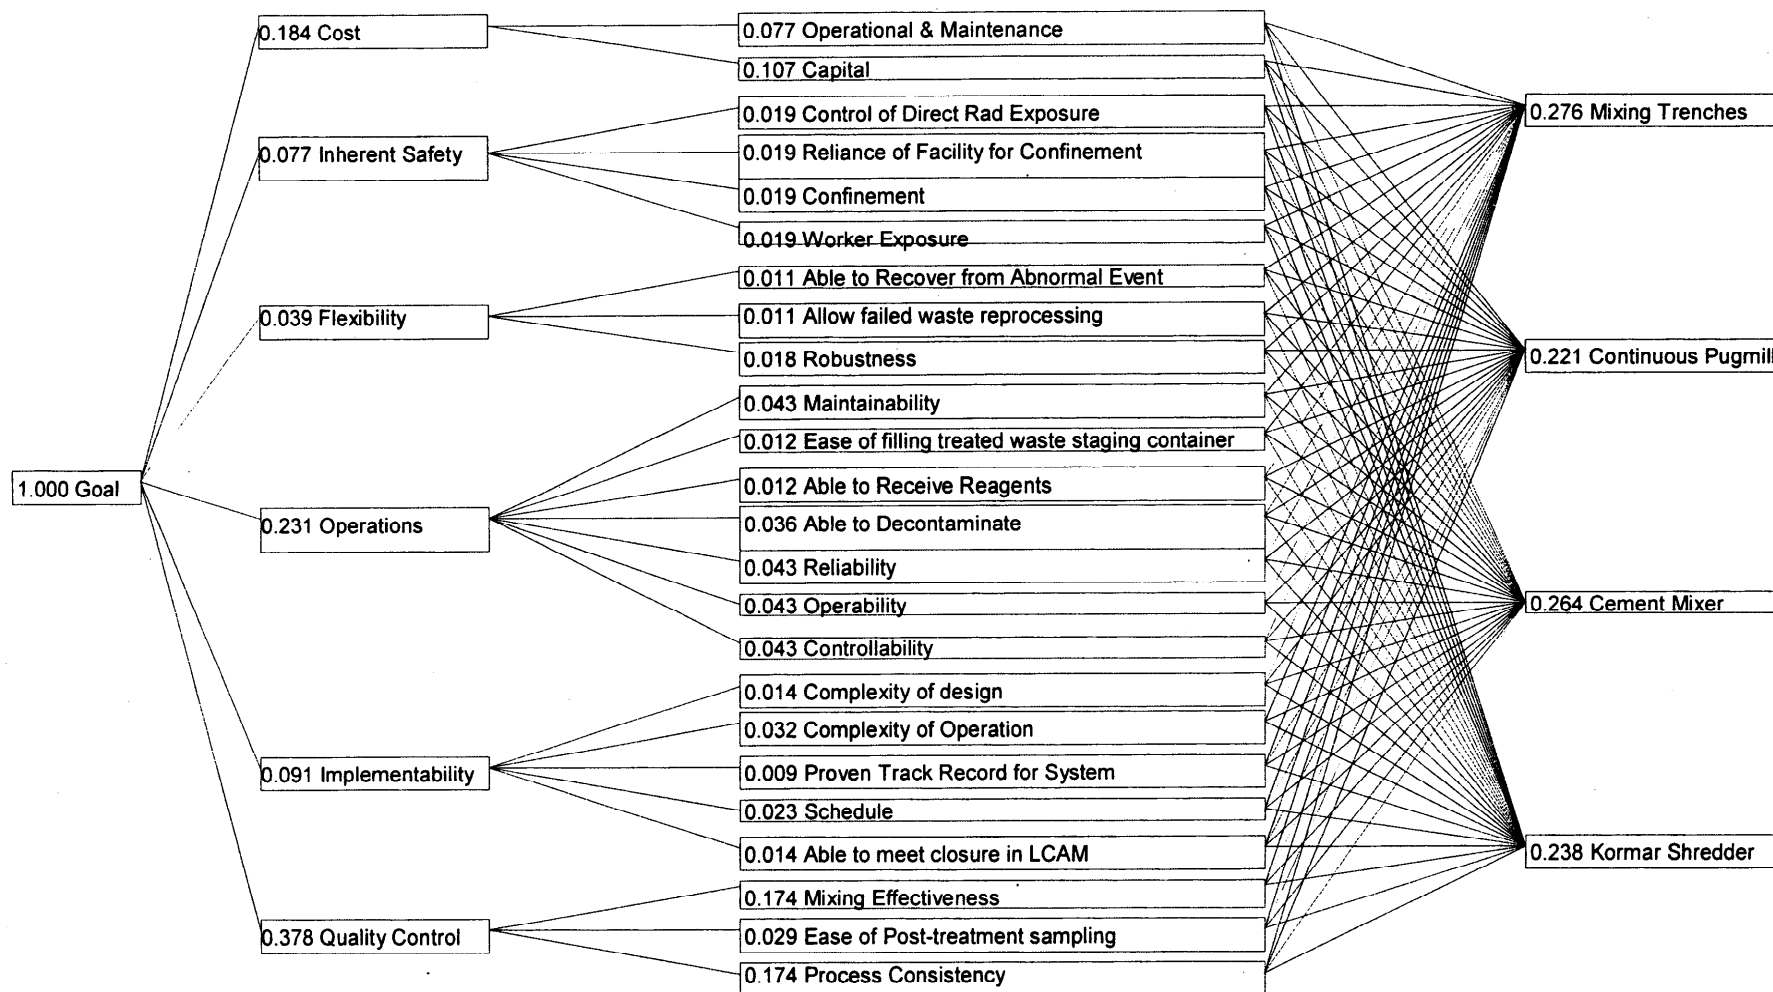 1.000 Goal
0.184 Cost
0.077 Inherent Safety
0.039 Flexibility
0.231 Operations
0.091 Implementability
0.378 Quality Control
0.077 Operational & Maintenance
0.107 Capital
0.019 Control of Direct Rad Exposure
0.019 Reliance of Facility for Confinement
0.019 Confinement
0.019 Worker Exposure
0.011 Able to Recover from Abnormal Event
0.011 Allow failed waste reprocessing
0.018 Robustness
0.043 Maintainability
0.012 Ease of filling treated waste staging container
0.012 Able to Receive Reagents
0.036 Able to Decontaminate
0.043 Reliability
0.043 Operability
0.043 Controllability
0.014 Complexity of design
0.032 Complexity of Operation
0.009 Proven Track Record for System
0.023 Schedule
0.014 Able to meet closure in LCAM
0.174 Mixing Effectiveness
0.029 Ease of Post-treatment sampling
0.174 Process Consistency
0.276 Mixing Trenches
0.221 Continuous Pugmill
0.264 Cement Mixer
0.238 Kormar Shredder